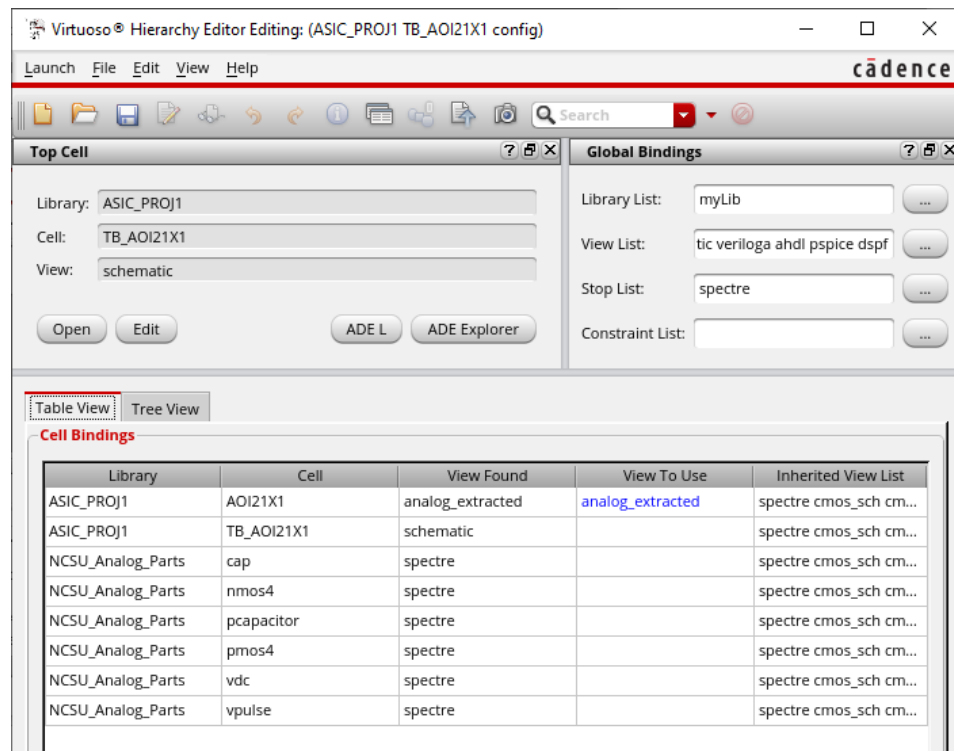 Virtuoso® Hierarchy Editor Editing: (ASIC_PROJ1 TB_AOI21X1 config)
Launch File Edit View Help
cādence
Search
Top Cell
Library: ASIC_PROJ1
Cell: TB_AOI21X1
View: schematic
Open Edit ADE L ADE Explorer
Global Bindings
Library List: myLib ...
View List: tic veriloga ahdl pspice dspf ...
Stop List: spectre ...
Constraint List: ...
Table View Tree View
Cell Bindings
Library Cell View Found View To Use Inherited View List
ASIC_PROJ1 AOI21X1 analog_extracted analog_extracted spectre cmos_sch cm...
ASIC_PROJ1 TB_AOI21X1 schematic spectre cmos_sch cm...
NCSU_Analog_Parts cap spectre spectre cmos_sch cm...
NCSU_Analog_Parts nmos4 spectre spectre cmos_sch cm...
NCSU_Analog_Parts pcapacitor spectre spectre cmos_sch cm...
NCSU_Analog_Parts pmos4 spectre spectre cmos_sch cm...
NCSU_Analog_Parts vdc spectre spectre cmos_sch cm...
NCSU_Analog_Parts vpulse spectre spectre cmos_sch cm...